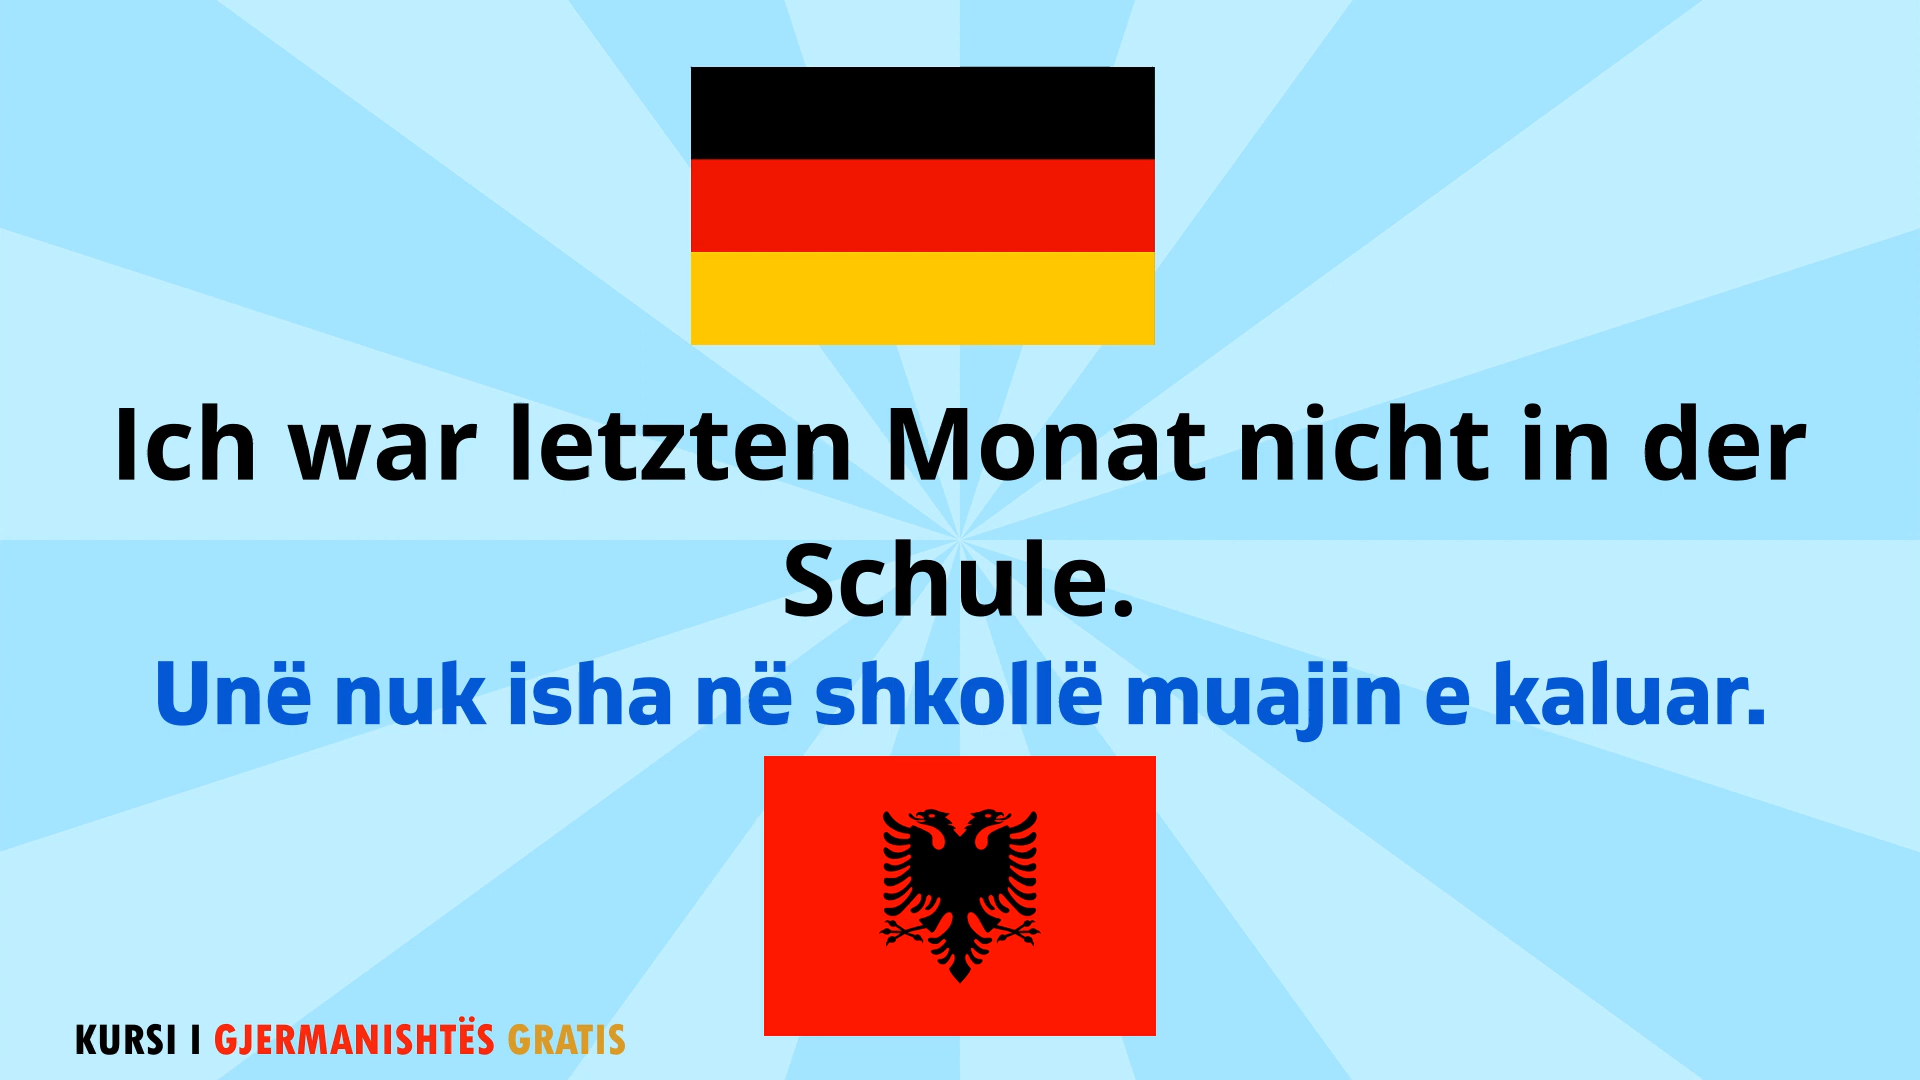 Ich war letzten Monat nicht in der
Schule.
Unë nuk isha në shkollë muajin e kaluar.
KURSI I GJERMANISHTËS GRATIS